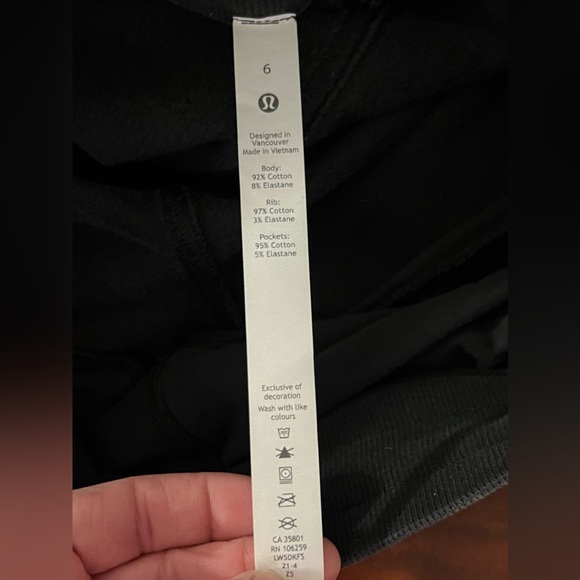 6
Designed in
Vancouver
Made in Vietnam
Body:
92% Cotton
8% Elastane
Rib:
97% Cotton
3% Elastane
Pockets:
95% Cotton
5% Elastane
Exclusive of
decoration
Wash with like
colours
CA 35801
RN 106259
LW5DKFS
21-4
25